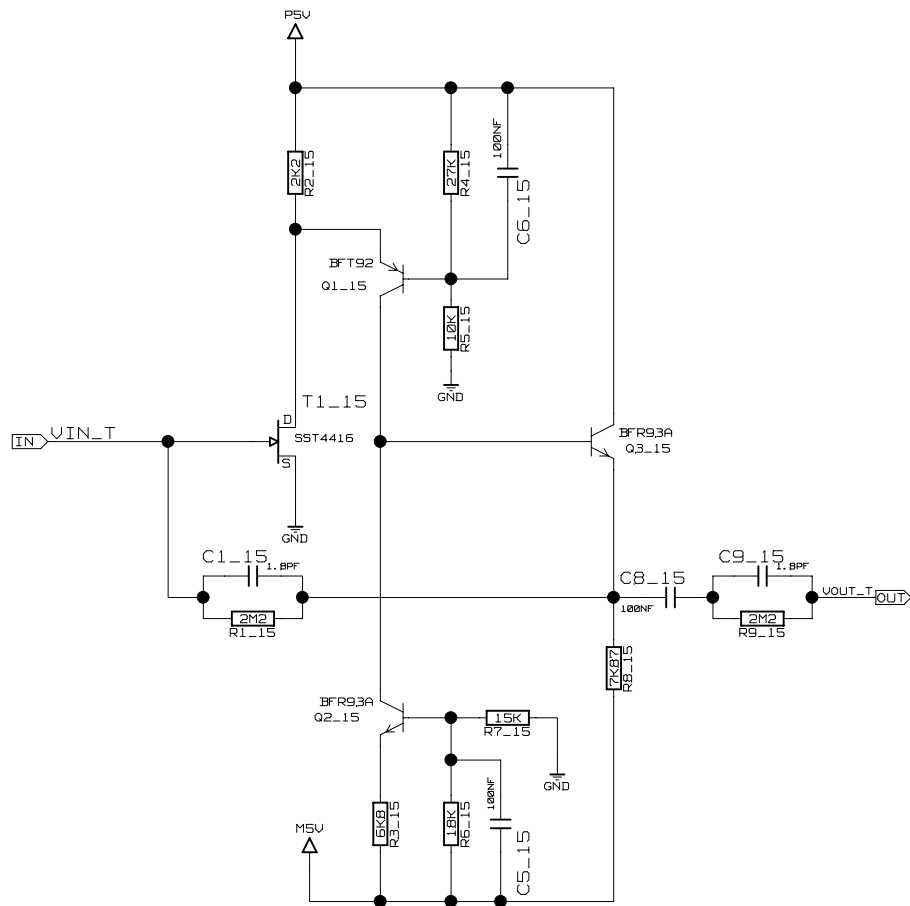 P5V
2K2
R2_15
27K
R4_15
100NF
C6_15
BFT92
Q1_15
10K
R5_15
GND
T1_15
D
SST4416
S
GND
IN
VIN_T
BFR93A
Q3_15
C1_15
1.8PF
2M2
R1_15
C8_15
100NF
C9_15
1.8PF
2M2
R9_15
VOUT_T
OUT
7K87
R8_15
BFR93A
Q2_15
15K
R7_15
GND
M5V
6K8
R3_15
18K
R6_15
100NF
C5_15